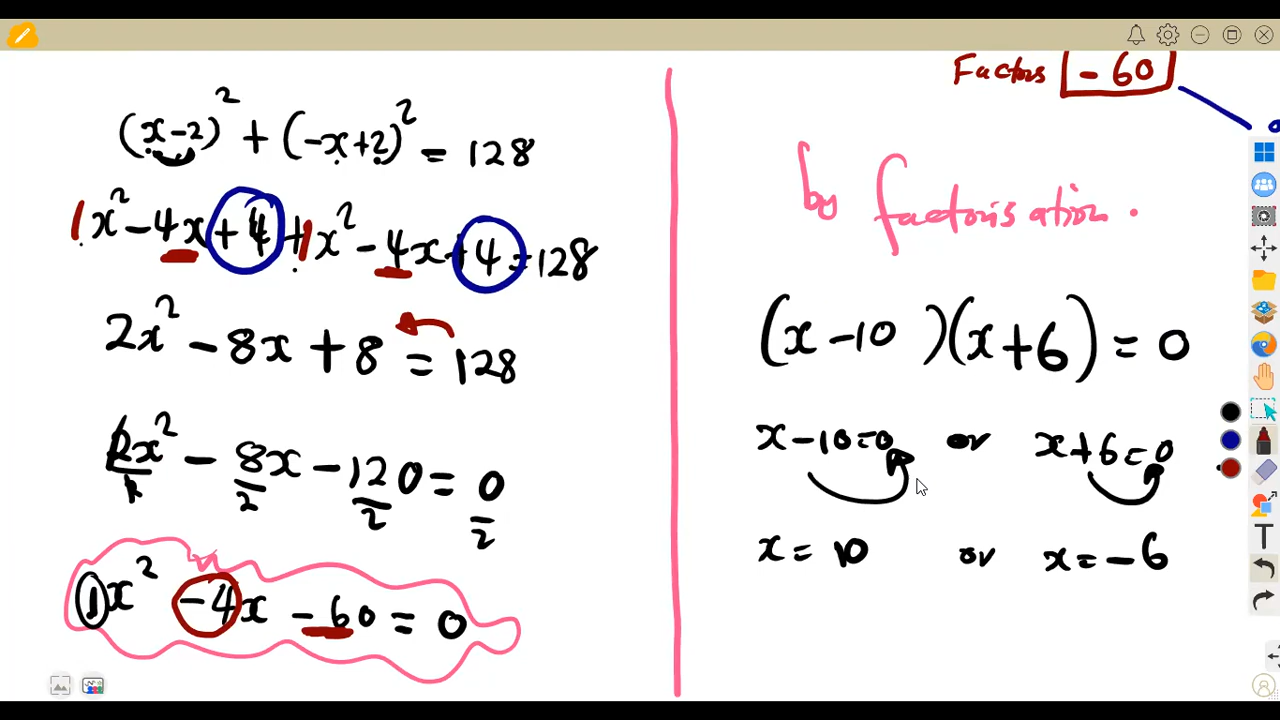 (x-2)² + (-x+2)² = 128
1x² - 4x + 4 + 1x² - 4x + 4 = 128
2x² - 8x + 8 = 128
2x²/2 - 8x/2 - 120/2 = 0/2
1x² - 4x - 60 = 0
Factors -60
by factorisation.
(x - 10 )(x + 6) = 0
x - 10 = 0 or x + 6 = 0
x = 10 or x = -6
T